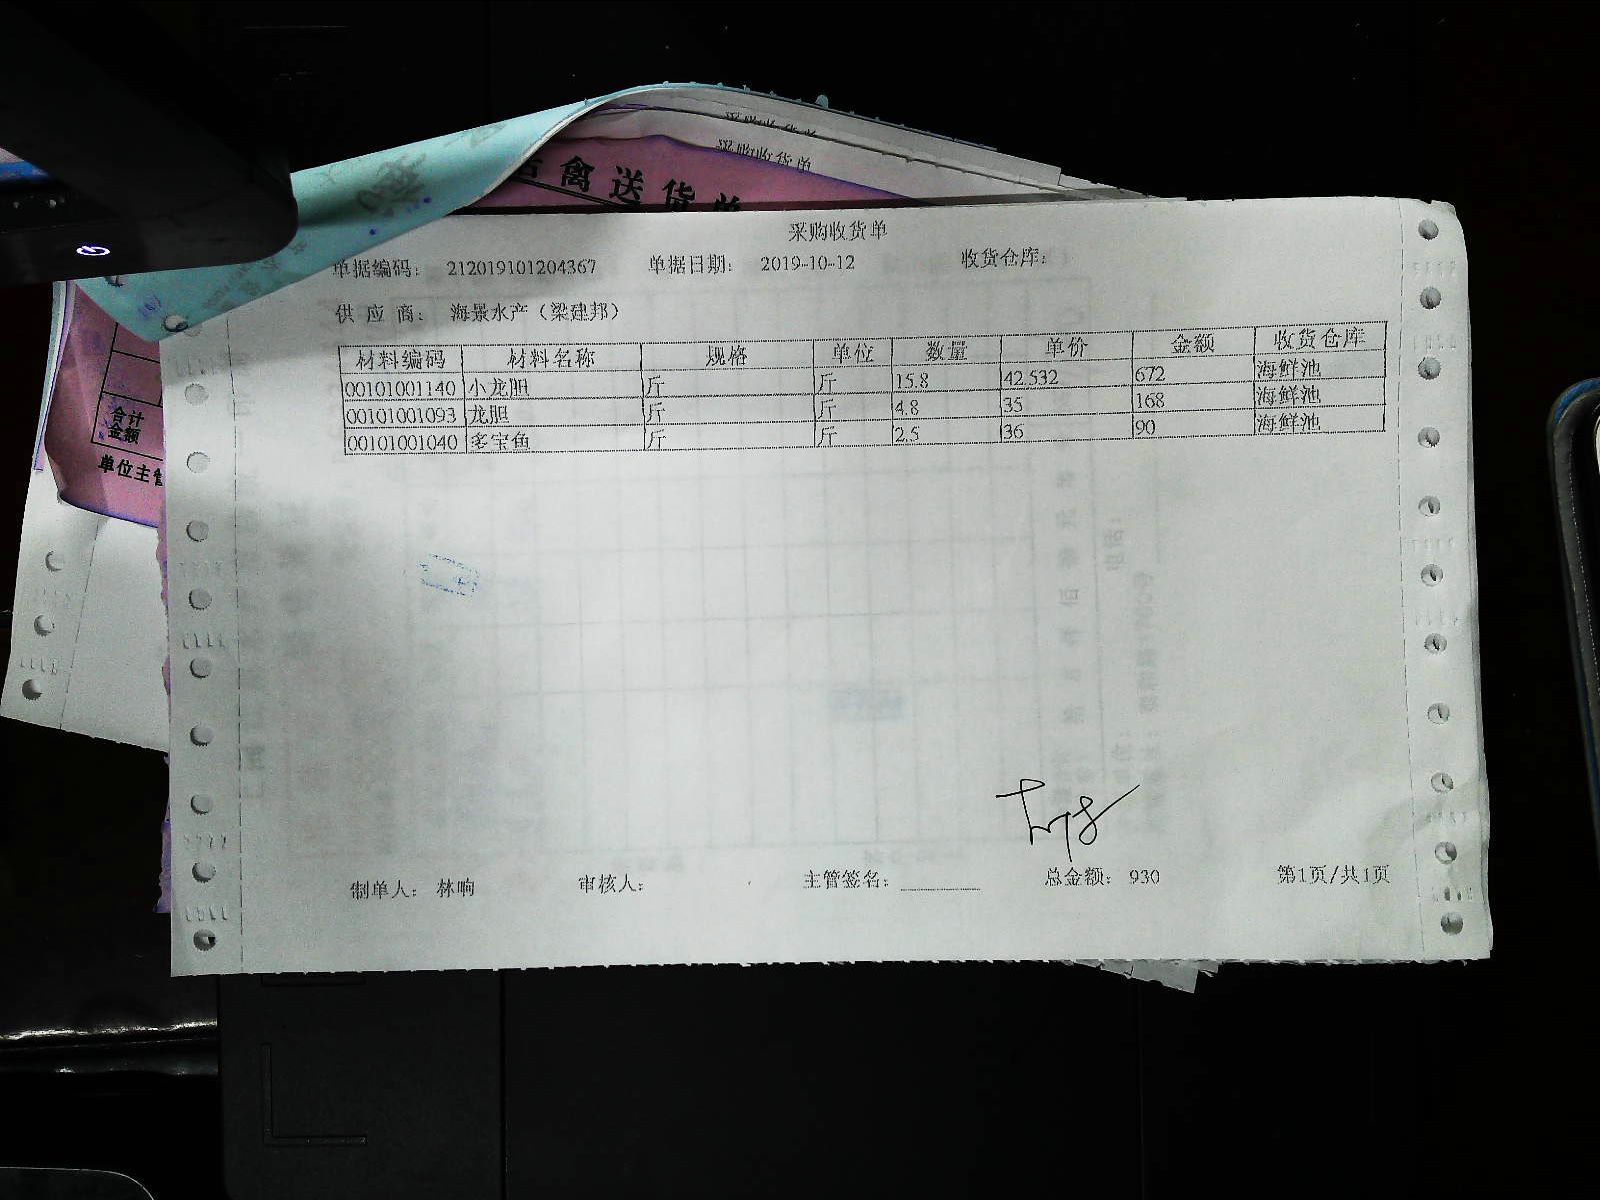 采购收货单
采购收货单
禽送货单
采购收货单
单据编码： 212019101204367 单据日期： 2019-10-12 收货仓库：
供 应 商： 海景水产（梁建邦）
材料编码 材料名称 规格 单位 数量 单价 金额 收货仓库
00101001140 小龙胆 斤 斤 15.8 42.532 672 海鲜池
00101001093 龙胆 斤 斤 4.8 35 168 海鲜池
00101001040 多宝鱼 斤 斤 2.5 36 90 海鲜池
合计
金额
单位主管
制单人： 林响 审核人： 主管签名： 总金额： 930 第1页/共1页